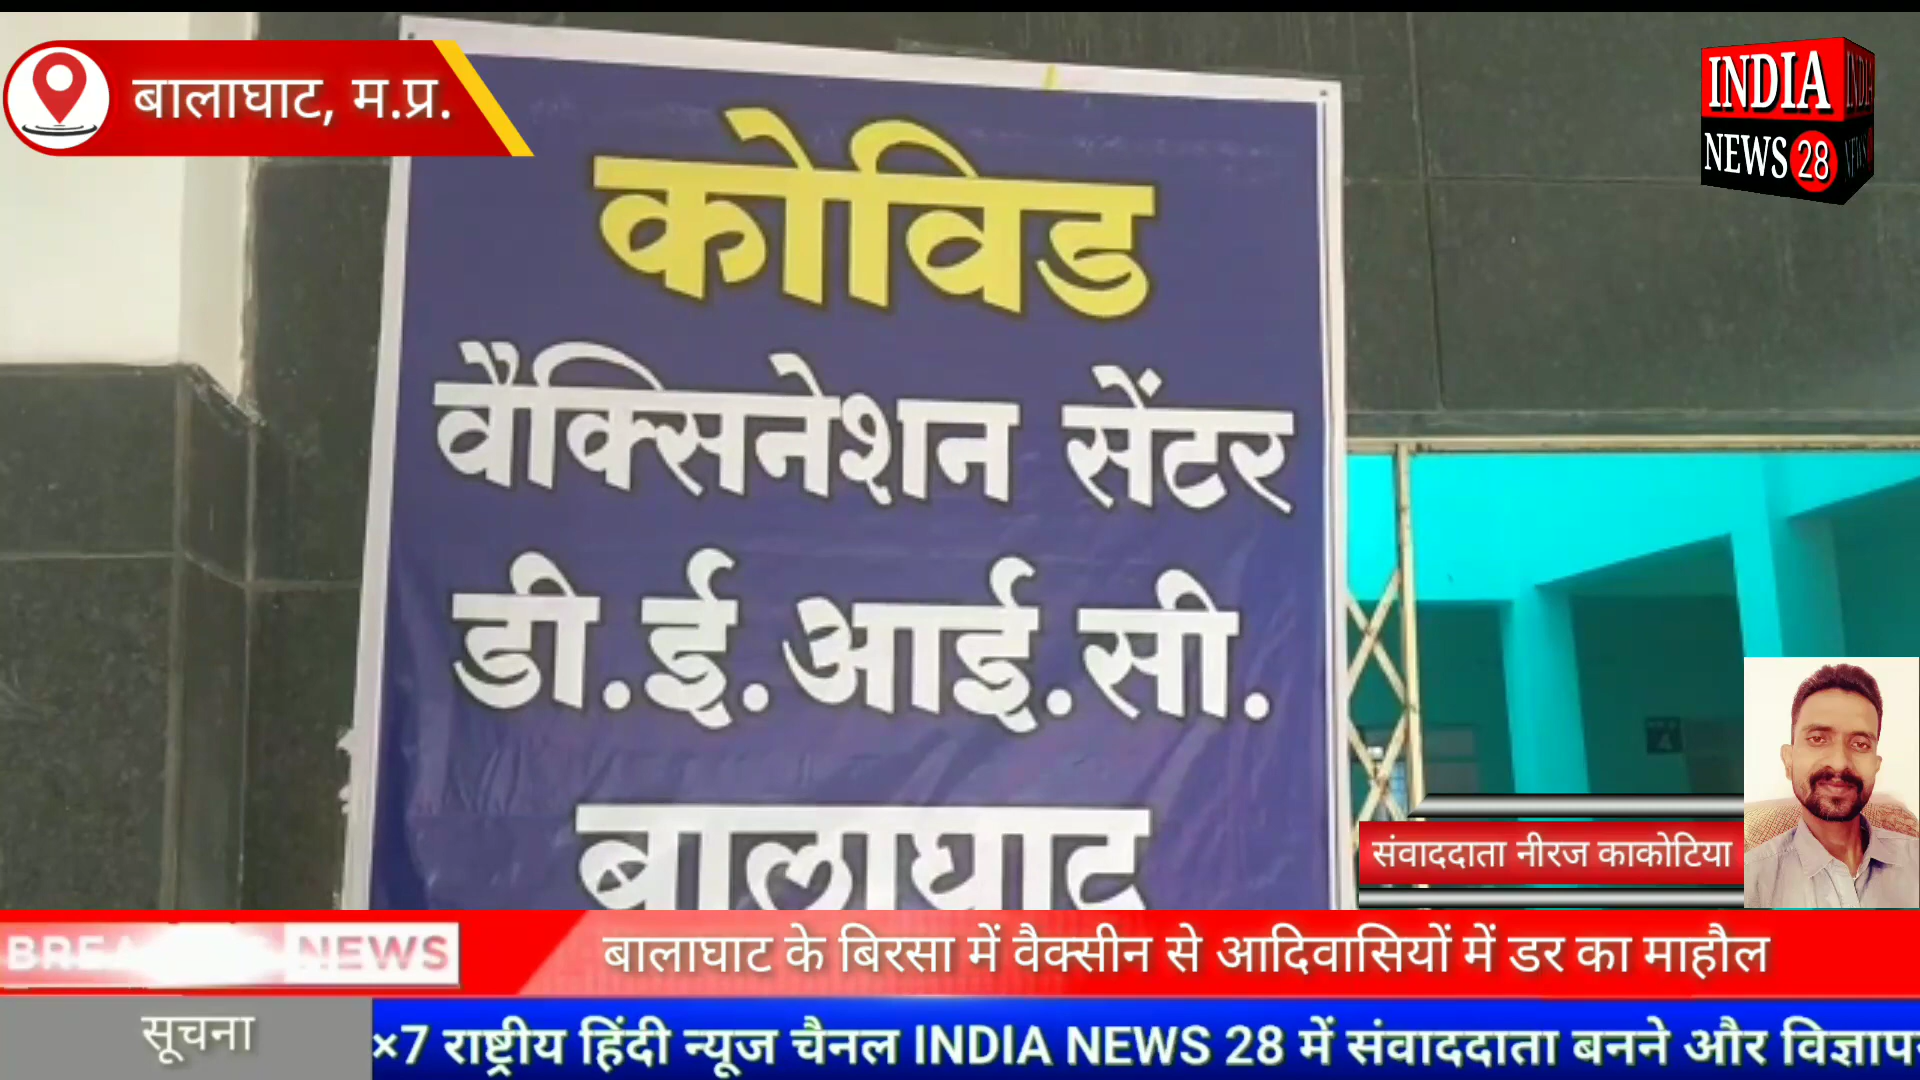 बालाघाट, म.प्र.
INDIA
NEWS 28
कोविड
वैक्सिनेशन सेंटर
डी.ई.आई.सी.
बालाघाट
संवाददाता नीरज काकोटिया
NEWS
बालाघाट के बिरसा में वैक्सीन से आदिवासियों में डर का माहौल
सूचना
×7 राष्ट्रीय हिंदी न्यूज चैनल INDIA NEWS 28 में संवाददाता बनने और